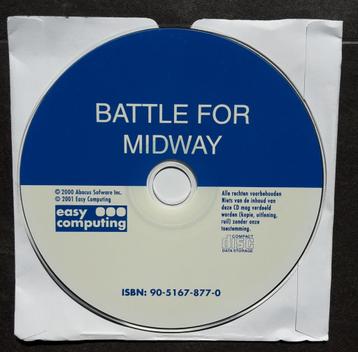 BATTLE FOR
MIDWAY
© 2000 Abacus Sofware Inc.
© 2001 Easy Computing
easy
computing
Alle rechten voorbehouden
Niets van de inhoud van
deze CD mag verdeeld
worden (kopie, uitlening,
ruil) zonder onze
toestemming.
COMPACT
disc
DATA STORAGE
ISBN: 90-5167-877-0